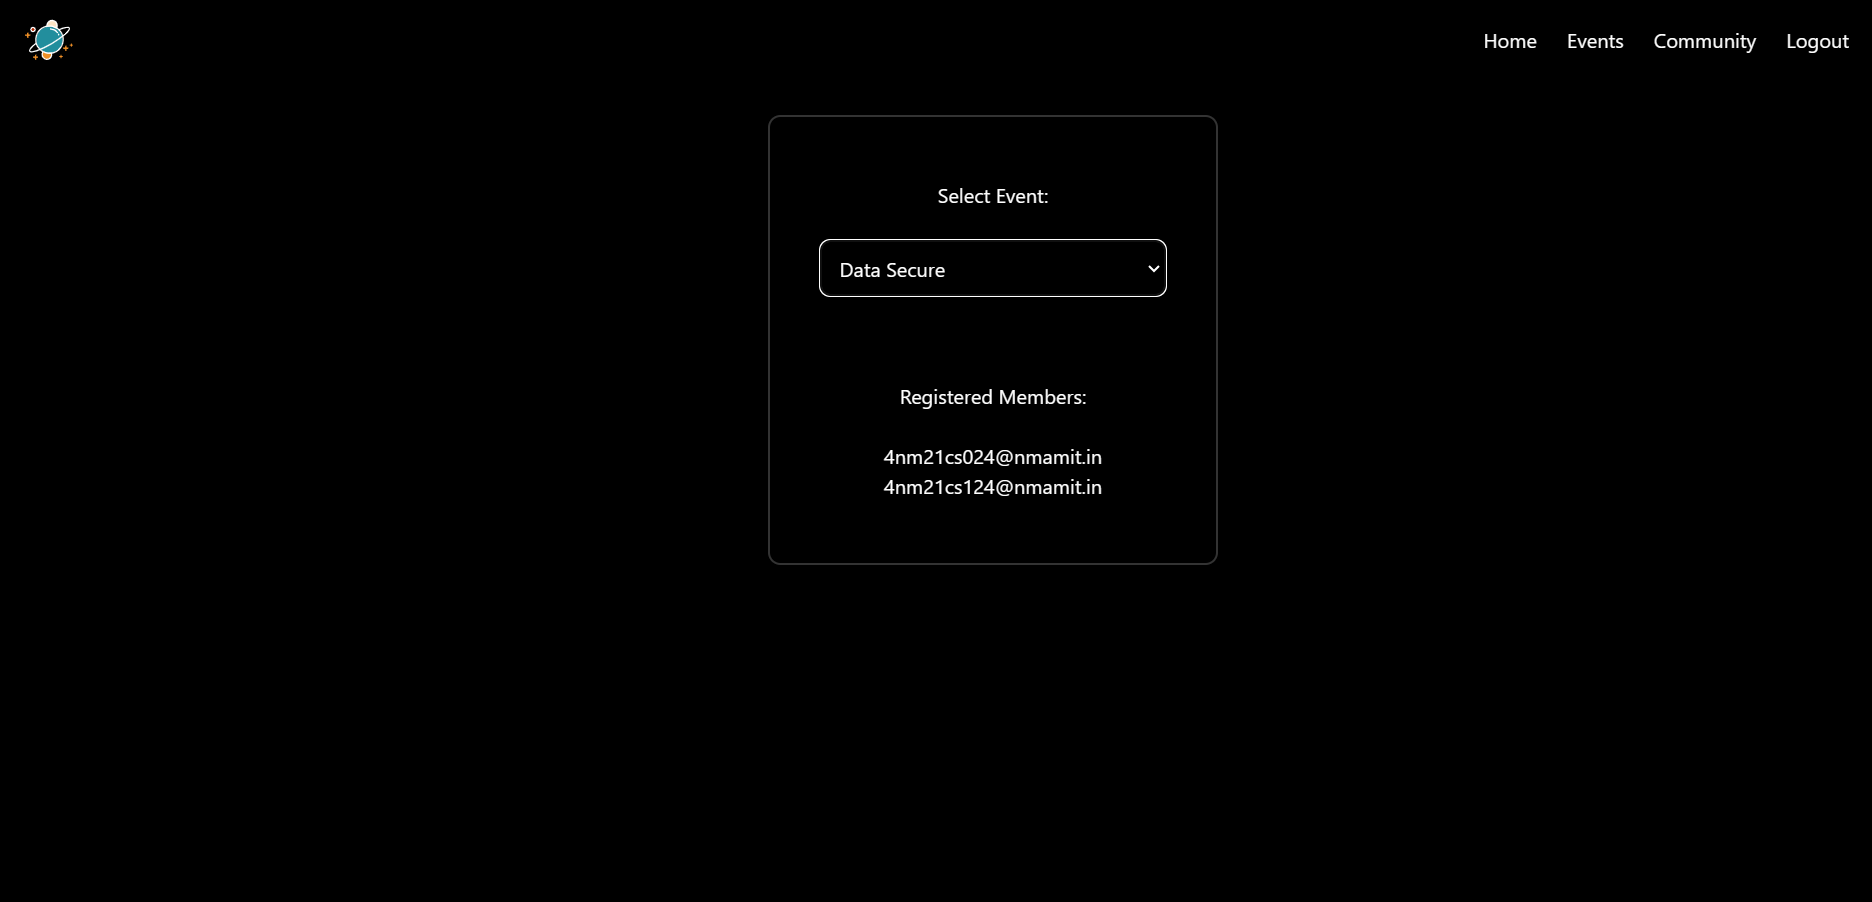 Home Events Community Logout
Select Event:
Data Secure
Registered Members:
4nm21cs024@nmamit.in
4nm21cs124@nmamit.in